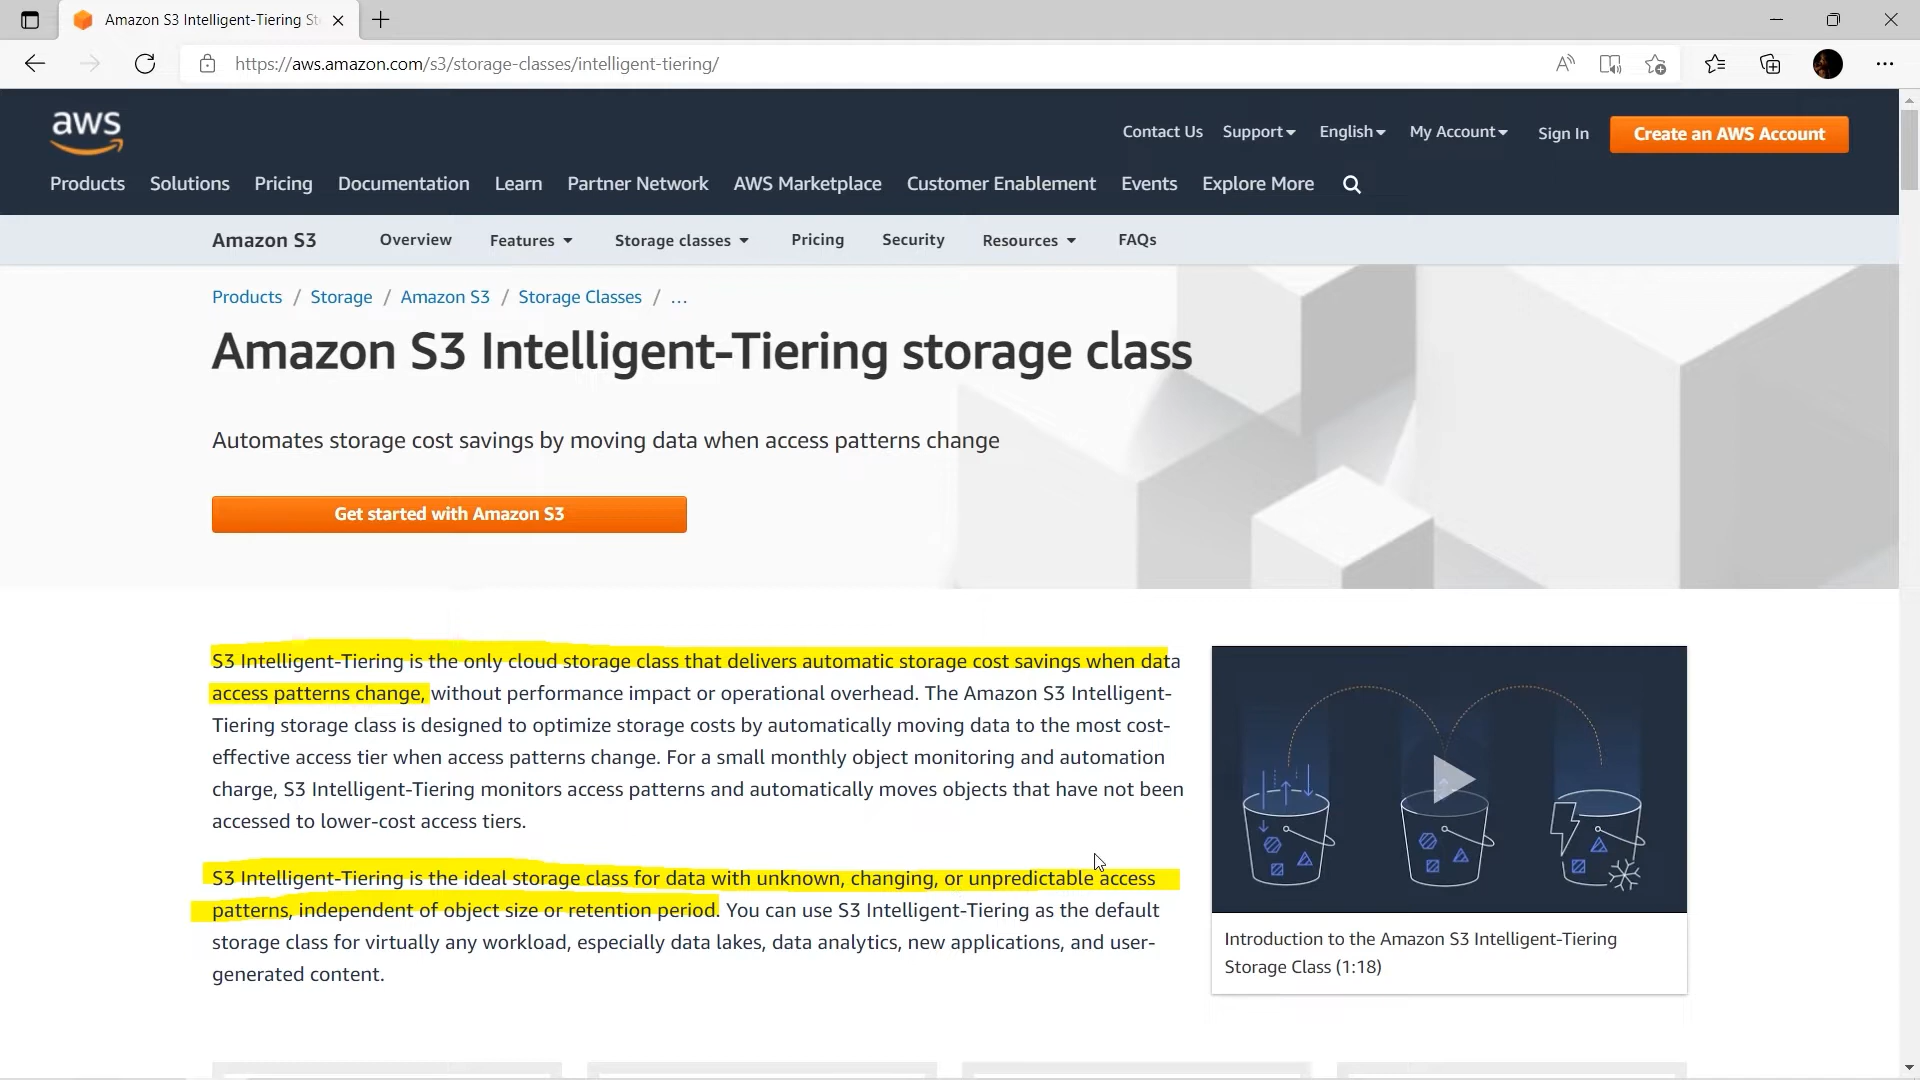 Amazon S3 Intelligent-Tiering St
https://aws.amazon.com/s3/storage-classes/intelligent-tiering/
aws
Contact Us Support English My Account Sign In Create an AWS Account
Products Solutions Pricing Documentation Learn Partner Network AWS Marketplace Customer Enablement Events Explore More
Amazon S3 Overview Features Storage classes Pricing Security Resources FAQs
Products / Storage / Amazon S3 / Storage Classes / ...
Amazon S3 Intelligent-Tiering storage class
Automates storage cost savings by moving data when access patterns change
Get started with Amazon S3
S3 Intelligent-Tiering is the only cloud storage class that delivers automatic storage cost savings when data
access patterns change, without performance impact or operational overhead. The Amazon S3 Intelligent-
Tiering storage class is designed to optimize storage costs by automatically moving data to the most cost-
effective access tier when access patterns change. For a small monthly object monitoring and automation
charge, S3 Intelligent-Tiering monitors access patterns and automatically moves objects that have not been
accessed to lower-cost access tiers.
S3 Intelligent-Tiering is the ideal storage class for data with unknown, changing, or unpredictable access
patterns, independent of object size or retention period. You can use S3 Intelligent-Tiering as the default
storage class for virtually any workload, especially data lakes, data analytics, new applications, and user-
generated content.
Introduction to the Amazon S3 Intelligent-Tiering
Storage Class (1:18)